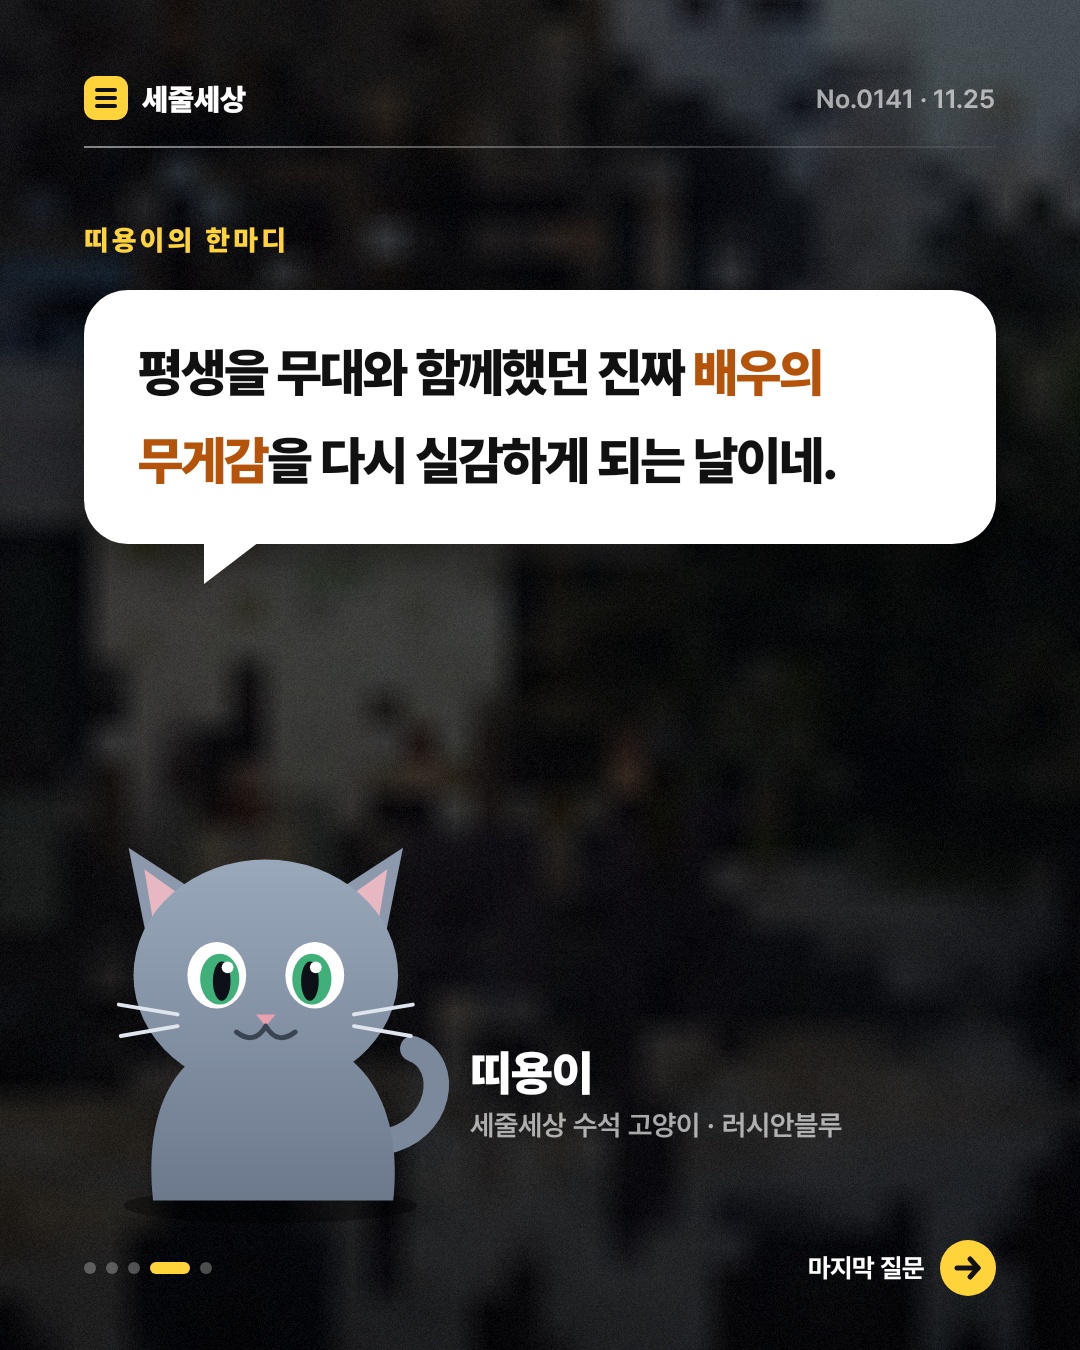 세줄세상
No.0141 · 11.25
띠용이의 한마디
평생을 무대와 함께했던 진짜 배우의
무게감을 다시 실감하게 되는 날이네.
띠용이
세줄세상 수석 고양이 · 러시안블루
마지막 질문